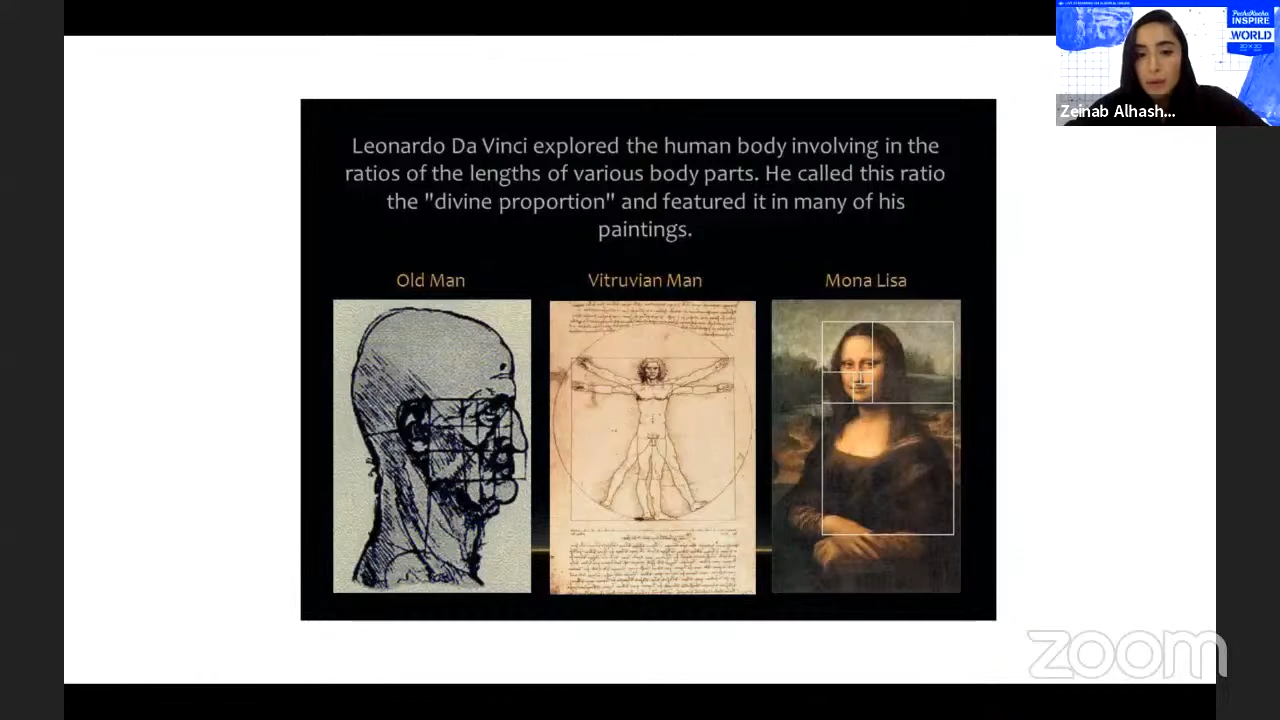 PechaKucha
INSPIRE
WORLD
20X20
Zeinab Alhash...
Leonardo Da Vinci explored the human body involving in the
ratios of the lengths of various body parts. He called this ratio
the "divine proportion" and featured it in many of his
paintings.
Old Man
Vitruvian Man
Mona Lisa
zoom